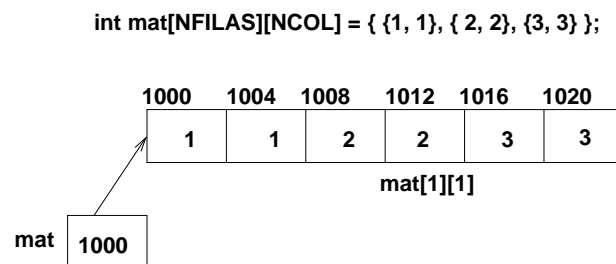 int mat[NFILAS][NCOL] = { {1, 1}, { 2, 2}, {3, 3} };
1000 1004 1008 1012 1016 1020
1 1 2 2 3 3
mat[1][1]
mat 1000